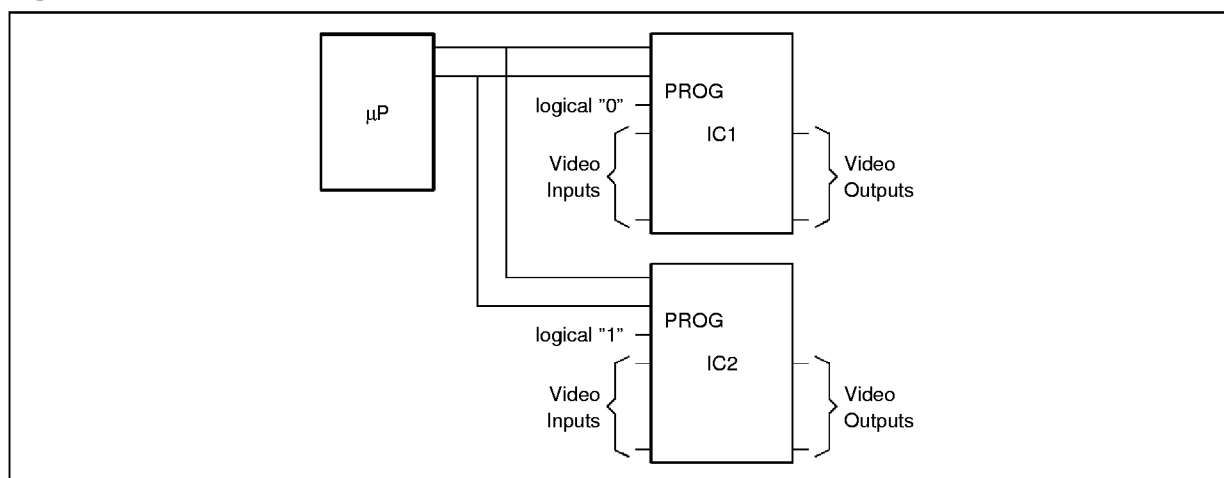 μP
PROG
logical "0"
IC1
Video
Inputs
Video
Outputs
PROG
logical "1"
IC2
Video
Inputs
Video
Outputs